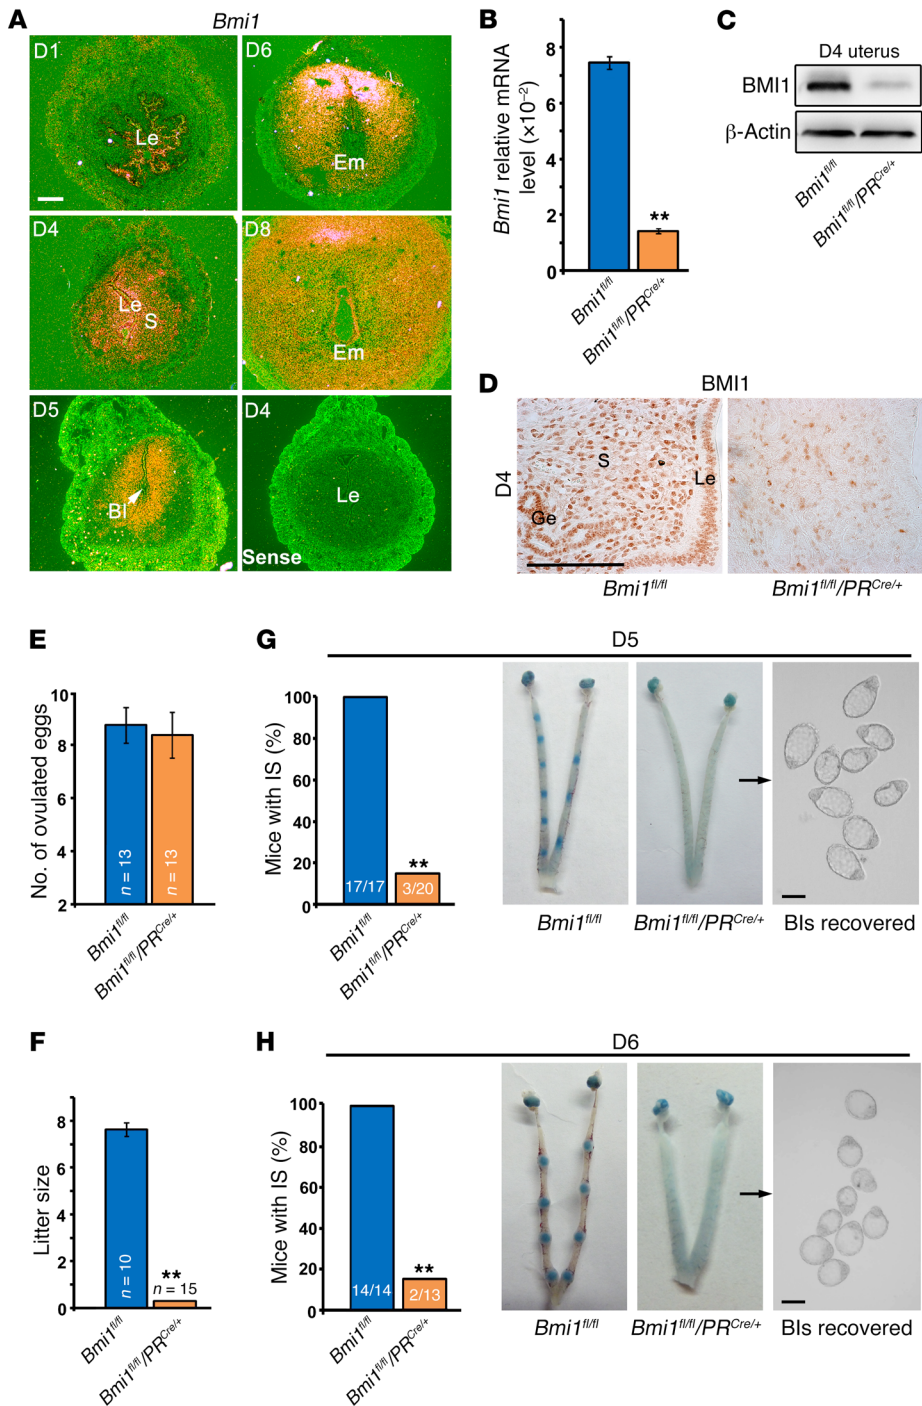 A
Bmi1
D1
Le
D6
Em
D4
Le
S
D8
Em
D5
Bl
D4
Le
Sense
B
Bmi1 relative mRNA
level (×10⁻²)
8
6
4
2
0
**
Bmi1fl/fl
Bmi1fl/fl/PRCre/+
C
D4 uterus
BMI1
β-Actin
Bmi1fl/fl
Bmi1fl/fl/PRCre/+
D
BMI1
D4
S
Le
Ge
Bmi1fl/fl
Bmi1fl/fl/PRCre/+
E
No. of ovulated eggs
10
8
6
4
2
n = 13
n = 13
Bmi1fl/fl
Bmi1fl/fl/PRCre/+
G
D5
Mice with IS (%)
100
80
60
40
20
0
17/17
**
3/20
Bmi1fl/fl
Bmi1fl/fl/PRCre/+
Bmi1fl/fl
Bmi1fl/fl/PRCre/+
BIs recovered
F
Litter size
8
6
4
2
0
n = 10
**
n = 15
Bmi1fl/fl
Bmi1fl/fl/PRCre/+
H
D6
Mice with IS (%)
100
80
60
40
20
0
14/14
**
2/13
Bmi1fl/fl
Bmi1fl/fl/PRCre/+
Bmi1fl/fl
Bmi1fl/fl/PRCre/+
BIs recovered